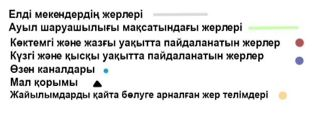 Елді мекендердің жерлері
Ауыл шаруашылығы мақсатындағы жерлері
Көктемгі және жазғы уақытта пайдаланатын жерлер
Күзгі және қысқы уақытта пайдаланатын жерлер
Өзен каналдары
Мал қорымы
Жайылымдарды қайта бөлуге арналған жер телімдері